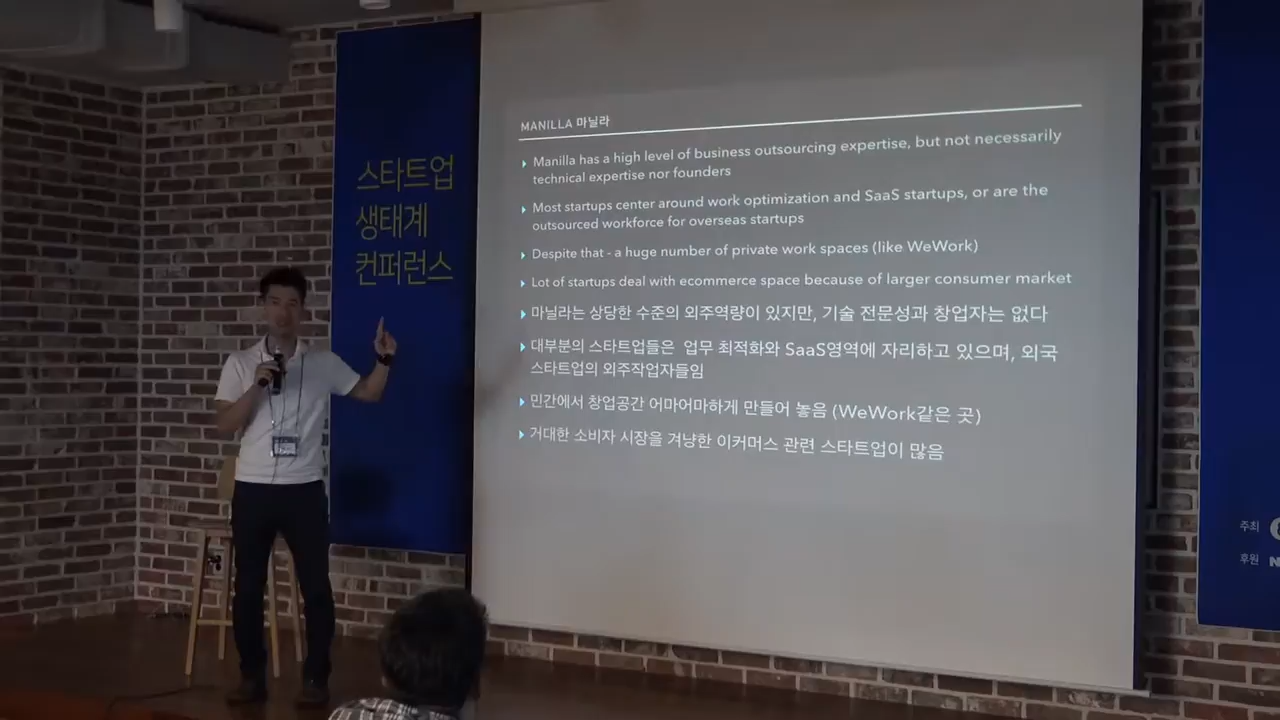 스타트업
생태계
컨퍼런스
MANILLA 마닐라
Manilla has a high level of business outsourcing expertise, but not necessarily
technical expertise nor founders
Most startups center around work optimization and SaaS startups, or are the
outsourced workforce for overseas startups
Despite that - a huge number of private work spaces (like WeWork)
Lot of startups deal with ecommerce space because of larger consumer market
마닐라는 상당한 수준의 외주역량이 있지만, 기술 전문성과 창업자는 없다
대부분의 스타트업들은 업무 최적화와 SaaS영역에 자리하고 있으며, 외국
스타트업의 외주작업자들임
민간에서 창업공간 어마어마하게 만들어 놓음 (WeWork같은 곳)
거대한 소비자 시장을 겨냥한 이커머스 관련 스타트업이 많음
주최
후원